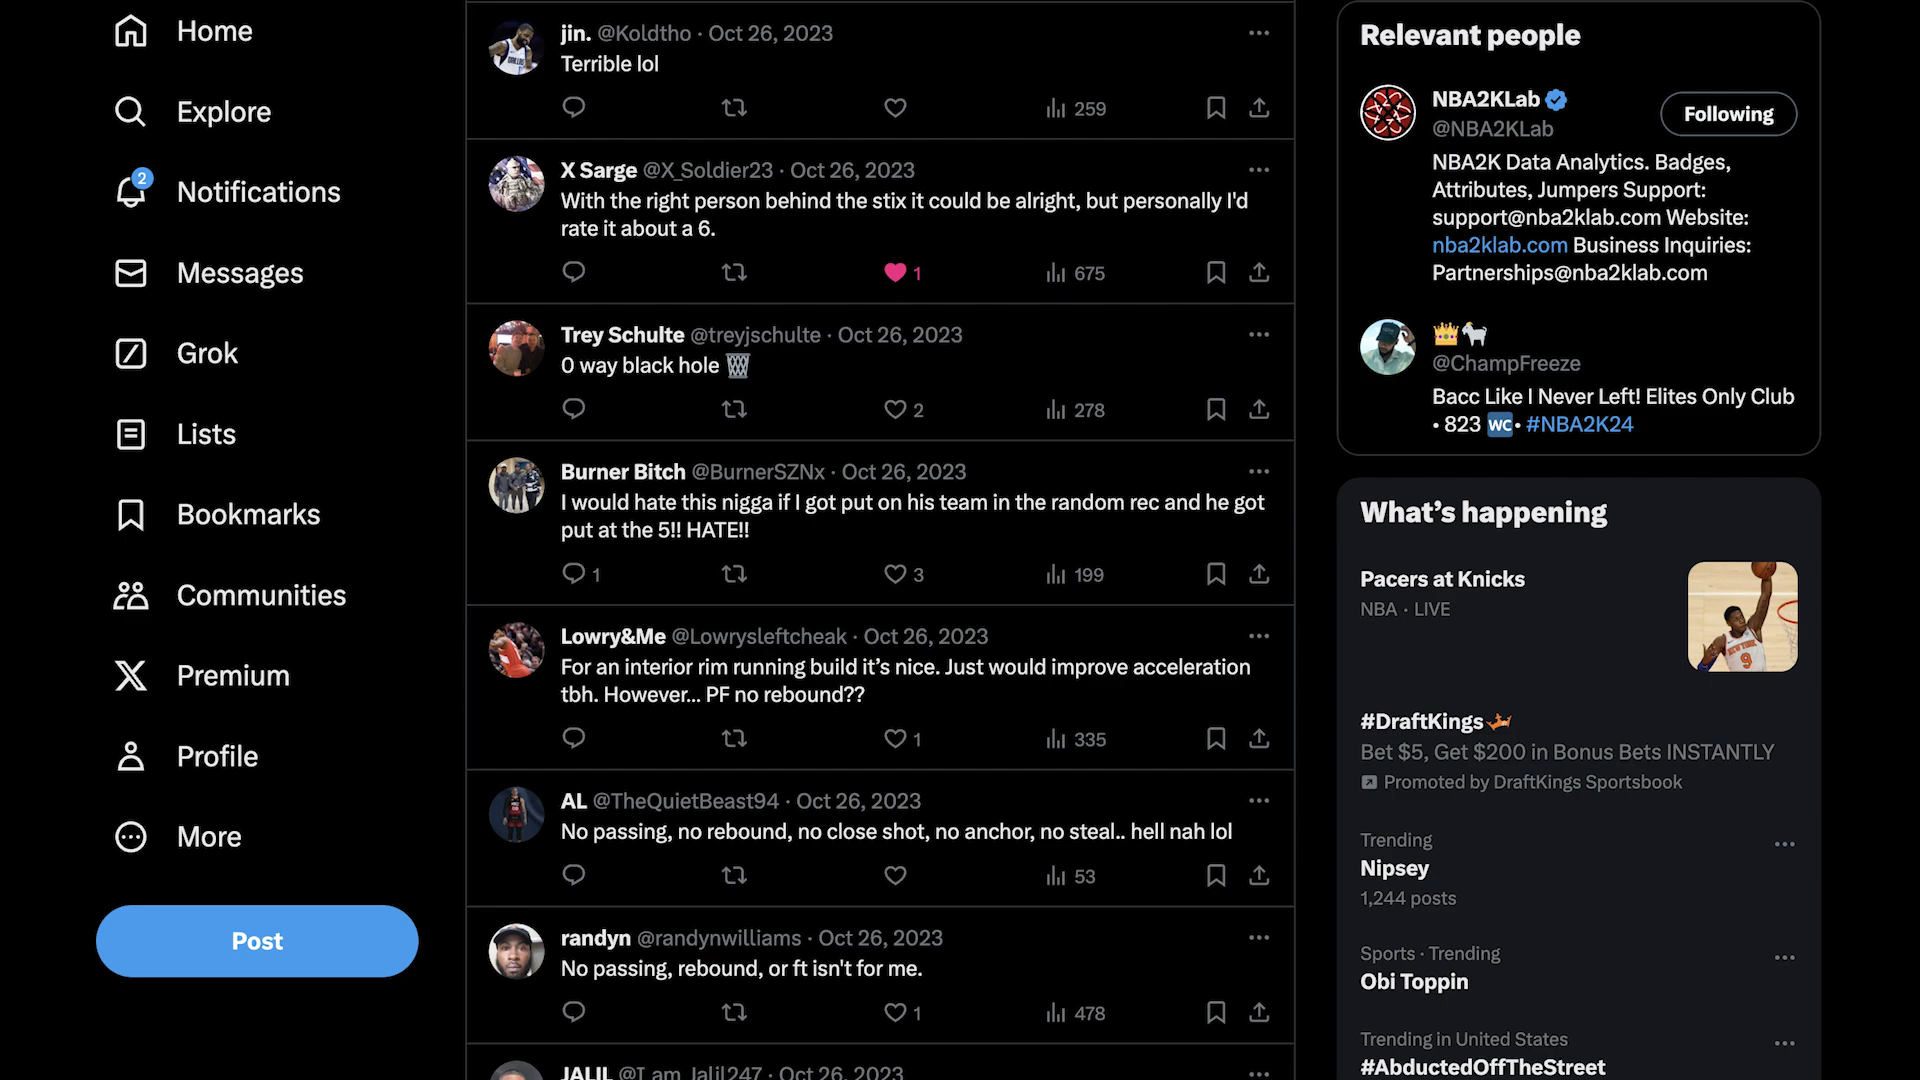 Home
Explore
2
Notifications
Messages
Grok
Lists
Bookmarks
Communities
Premium
Profile
More
Post
jin. @Koldtho · Oct 26, 2023
Terrible lol
259
X Sarge @X_Soldier23 · Oct 26, 2023
With the right person behind the stix it could be alright, but personally I'd
rate it about a 6.
1 675
Trey Schulte @treyjschulte · Oct 26, 2023
0 way black hole
2 278
Burner Bitch @BurnerSZNx · Oct 26, 2023
I would hate this nigga if I got put on his team in the random rec and he got
put at the 5!! HATE!!
1 3 199
Lowry&Me @Lowrysleftcheak · Oct 26, 2023
For an interior rim running build it’s nice. Just would improve acceleration
tbh. However... PF no rebound??
1 335
AL @TheQuietBeast94 · Oct 26, 2023
No passing, no rebound, no close shot, no anchor, no steal.. hell nah lol
53
randyn @randynwilliams · Oct 26, 2023
No passing, rebound, or ft isn't for me.
1 478
JALIL @I_am_Jalil247 · Oct 26, 2023
Relevant people
NBA2KLab
@NBA2KLab
Following
NBA2K Data Analytics. Badges,
Attributes, Jumpers Support:
support@nba2klab.com Website:
nba2klab.com Business Inquiries:
Partnerships@nba2klab.com
@ChampFreeze
Bacc Like I Never Left! Elites Only Club
• 823 WC • #NBA2K24
What’s happening
Pacers at Knicks
NBA · LIVE
NEW YORK
9
#DraftKings
Bet $5, Get $200 in Bonus Bets INSTANTLY
Promoted by DraftKings Sportsbook
Trending
Nipsey
1,244 posts
Sports · Trending
Obi Toppin
Trending in United States
#AbductedOffTheStreet